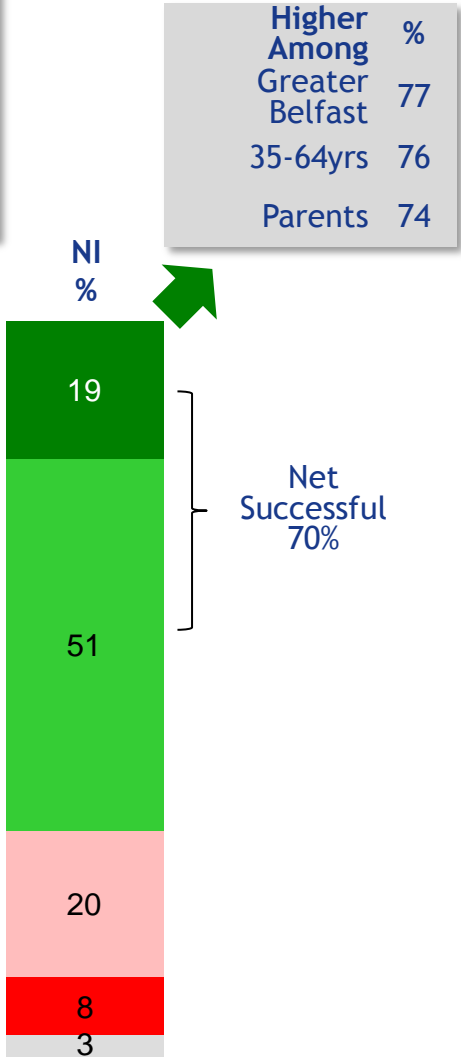 Higher
Among %
Greater
Belfast 77
35-64yrs 76
Parents 74
NI
%
19
Net
Successful
70%
51
20
8
3